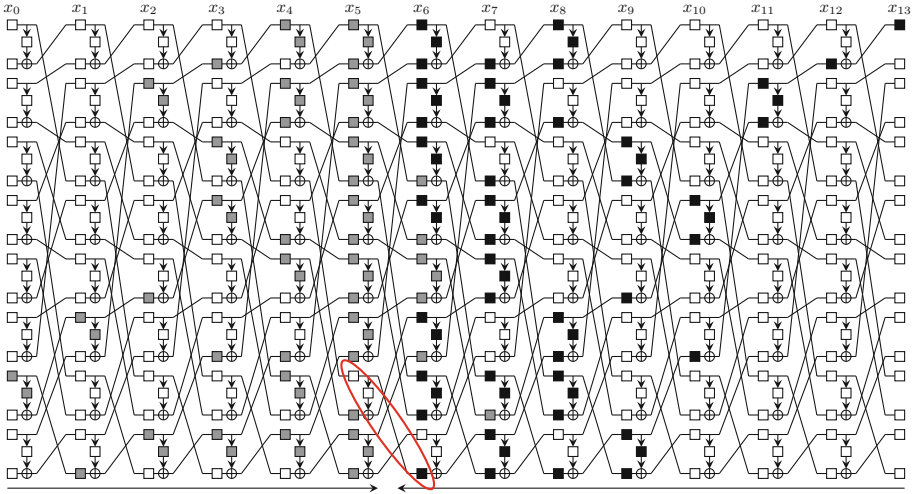 x₀ x₁ x₂ x₃ x₄ x₅ x₆ x₇ x₈ x₉ x₁₀ x₁₁ x₁₂ x₁₃